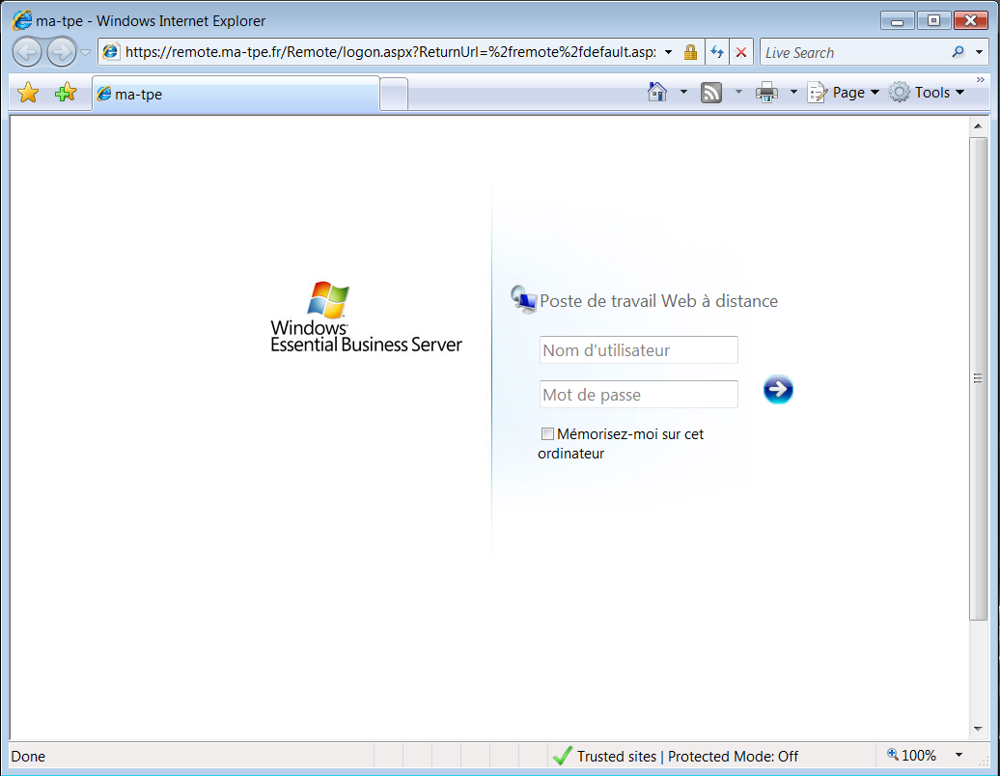 ma-tpe - Windows Internet Explorer
https://remote.ma-tpe.fr/Remote/logon.aspx?ReturnUrl=%2fremote%2fdefault.asp:
Live Search
ma-tpe
Page
Tools
Windows
Essential Business Server
Poste de travail Web à distance
Nom d'utilisateur
Mot de passe
Mémorisez-moi sur cet
ordinateur
Done
Trusted sites | Protected Mode: Off
100%